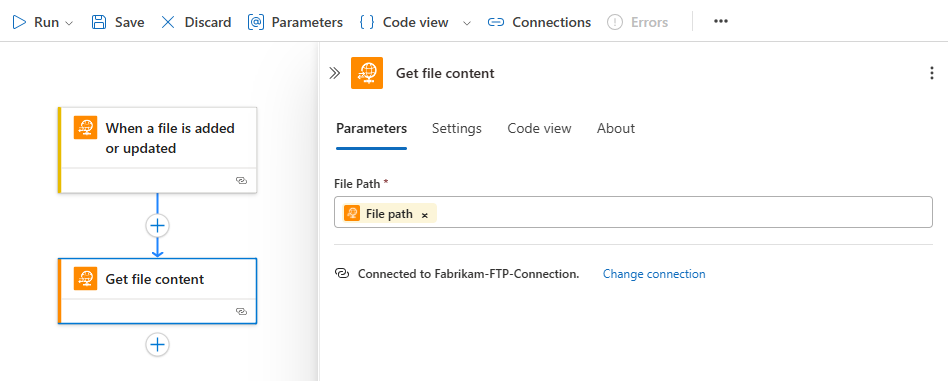 Run Save Discard Parameters Code view Connections Errors
Get file content
When a file is added
or updated
Get file content
Parameters Settings Code view About
File Path *
File path ×
Connected to Fabrikam-FTP-Connection. Change connection